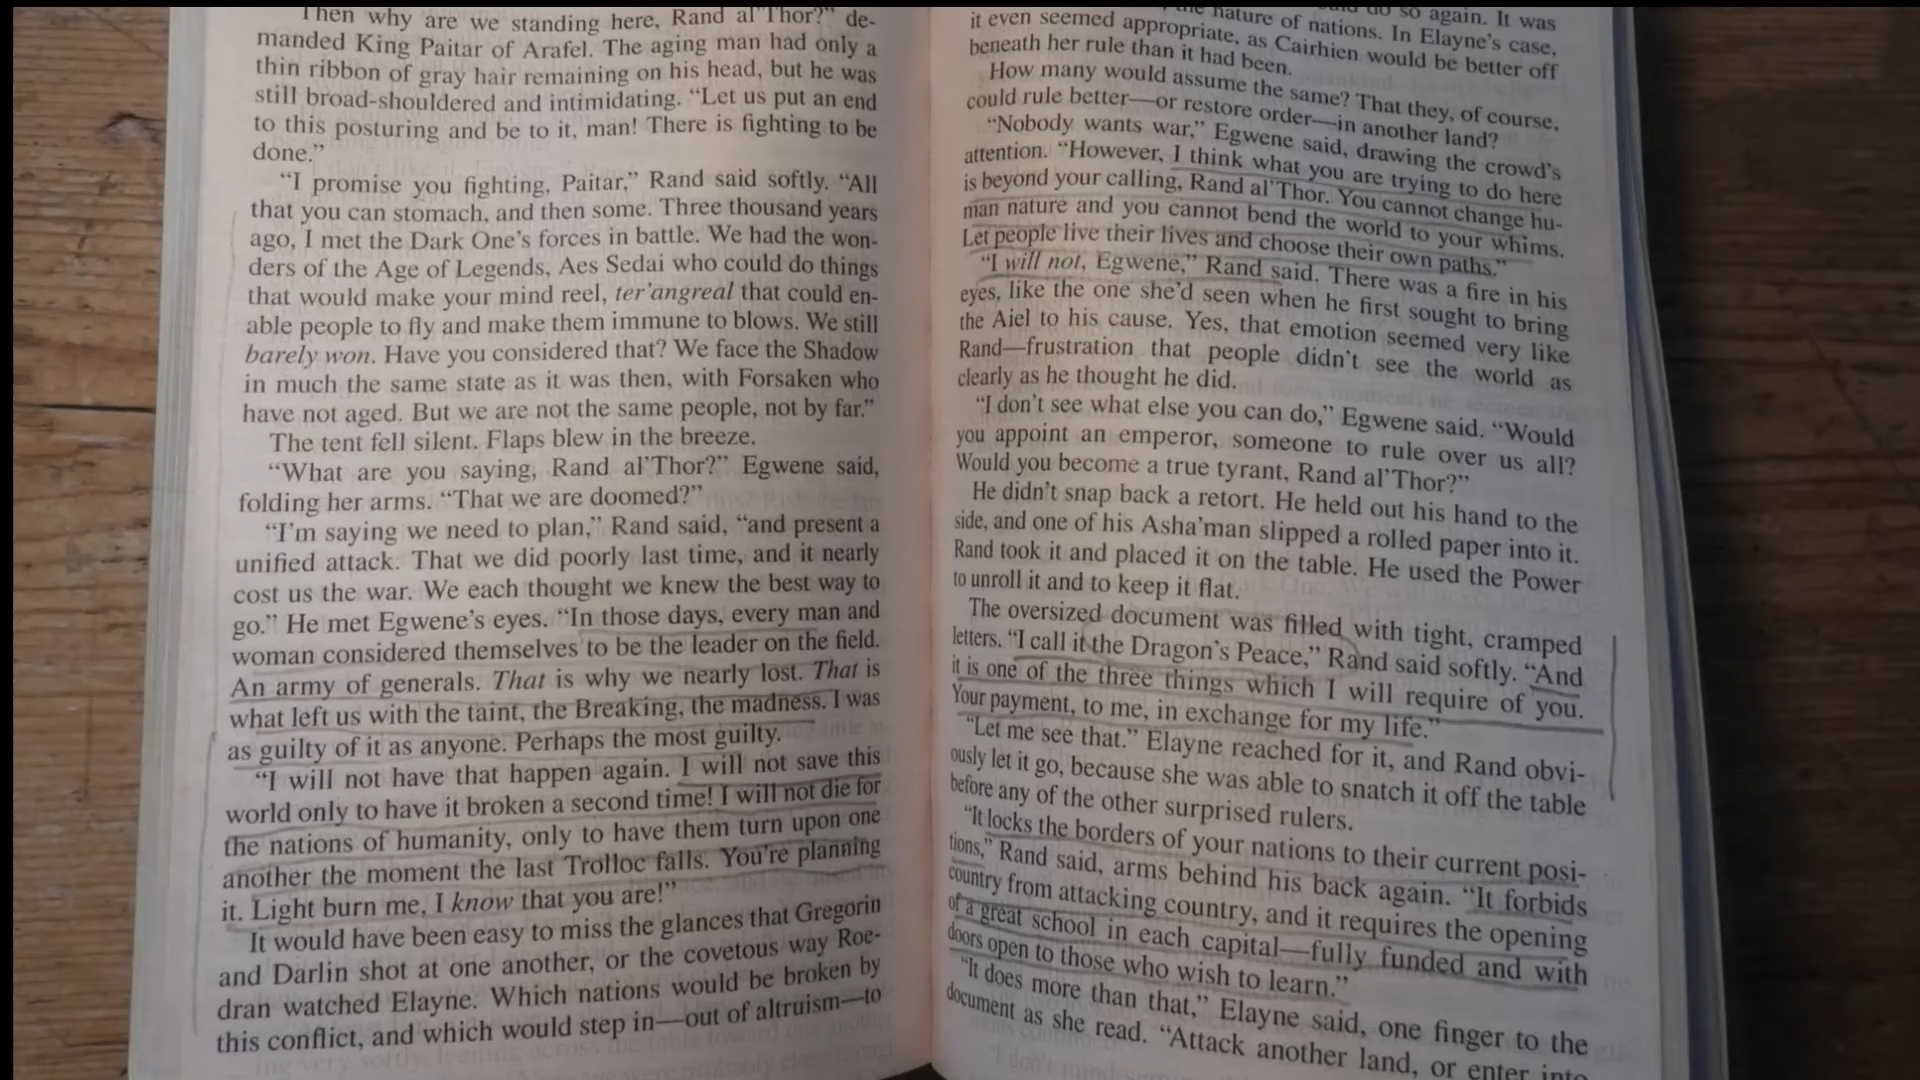 Then why are we standing here, Rand al'Thor?” de-
manded King Paitar of Arafel. The aging man had only a
thin ribbon of gray hair remaining on his head, but he was
still broad-shouldered and intimidating. “Let us put an end
to this posturing and be to it, man! There is fighting to be
done.”
“I promise you fighting, Paitar,” Rand said softly. “All
that you can stomach, and then some. Three thousand years
ago, I met the Dark One's forces in battle. We had the won-
ders of the Age of Legends, Aes Sedai who could do things
that would make your mind reel, ter'angreal that could en-
able people to fly and make them immune to blows. We still
barely won. Have you considered that? We face the Shadow
in much the same state as it was then, with Forsaken who
have not aged. But we are not the same people, not by far.”
The tent fell silent. Flaps blew in the breeze.
“What are you saying, Rand al'Thor?” Egwene said,
folding her arms. “That we are doomed?”
“I'm saying we need to plan,” Rand said, “and present a
unified attack. That we did poorly last time, and it nearly
cost us the war. We each thought we knew the best way to
go.” He met Egwene's eyes. “In those days, every man and
woman considered themselves to be the leader on the field.
An army of generals. That is why we nearly lost. That is
what left us with the taint, the Breaking, the madness. I was
as guilty of it as anyone. Perhaps the most guilty.
“I will not have that happen again. I will not save this
world only to have it broken a second time! I will not die for
the nations of humanity, only to have them turn upon one
another the moment the last Trolloc falls. You're planning
it. Light burn me, I know that you are!”
It would have been easy to miss the glances that Gregorin
and Darlin shot at one another, or the covetous way Roe-
dran watched Elayne. Which nations would be broken by
this conflict, and which would step in—out of altruism—to
do so again. It was
the nature of nations. In Elayne's case,
it even seemed appropriate, as Cairhien would be better off
beneath her rule than it had been.
How many would assume the same? That they, of course,
could rule better—or restore order—in another land?
“Nobody wants war,” Egwene said, drawing the crowd's
attention. “However, I think what you are trying to do here
is beyond your calling, Rand al'Thor. You cannot change hu-
man nature and you cannot bend the world to your whims.
Let people live their lives and choose their own paths.”
“I will not, Egwene,” Rand said. There was a fire in his
eyes, like the one she'd seen when he first sought to bring
the Aiel to his cause. Yes, that emotion seemed very like
Rand—frustration that people didn't see the world as
clearly as he thought he did.
“I don't see what else you can do,” Egwene said. “Would
you appoint an emperor, someone to rule over us all?
Would you become a true tyrant, Rand al'Thor?”
He didn't snap back a retort. He held out his hand to the
side, and one of his Asha'man slipped a rolled paper into it.
Rand took it and placed it on the table. He used the Power
to unroll it and to keep it flat.
The oversized document was filled with tight, cramped
letters. “I call it the Dragon's Peace,” Rand said softly. “And
it is one of the three things which I will require of you.
Your payment, to me, in exchange for my life.”
“Let me see that.” Elayne reached for it, and Rand obvi-
ously let it go, because she was able to snatch it off the table
before any of the other surprised rulers.
“It locks the borders of your nations to their current posi-
tions,” Rand said, arms behind his back again. “It forbids
country from attacking country, and it requires the opening
of a great school in each capital—fully funded and with
doors open to those who wish to learn.”
“It does more than that,” Elayne said, one finger to the
document as she read. “Attack another land, or enter into